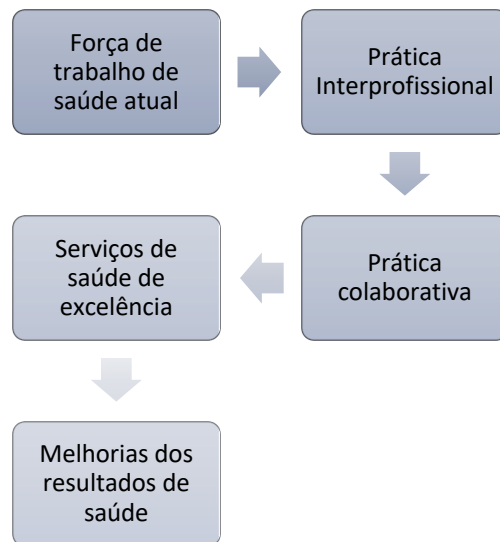 Força de
trabalho de
saúde atual
Prática
Interprofissional
Prática
colaborativa
Serviços de
saúde de
excelência
Melhorias dos
resultados de
saúde